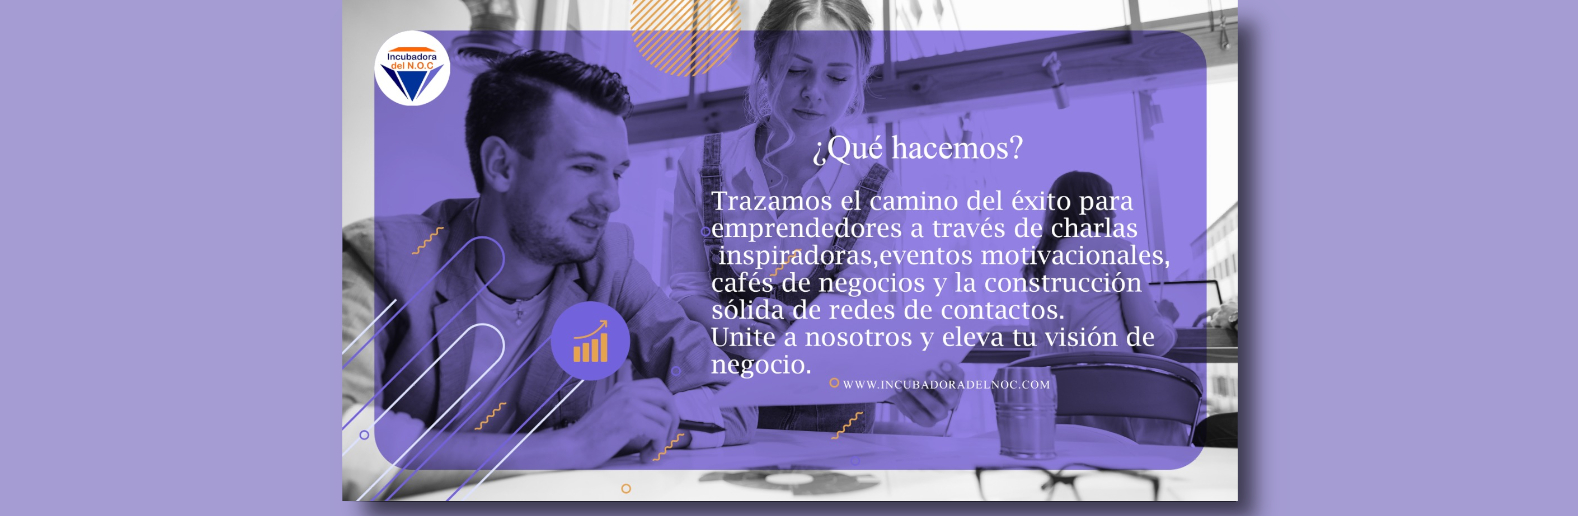 Incubadora
del N.O.C
¿Qué hacemos?
Trazamos el camino del éxito para
emprendedores a través de charlas
inspiradoras,eventos motivacionales,
cafés de negocios y la construcción
sólida de redes de contactos.
Unite a nosotros y eleva tu visión de
negocio.
WWW.INCUBADORADELNOC.COM